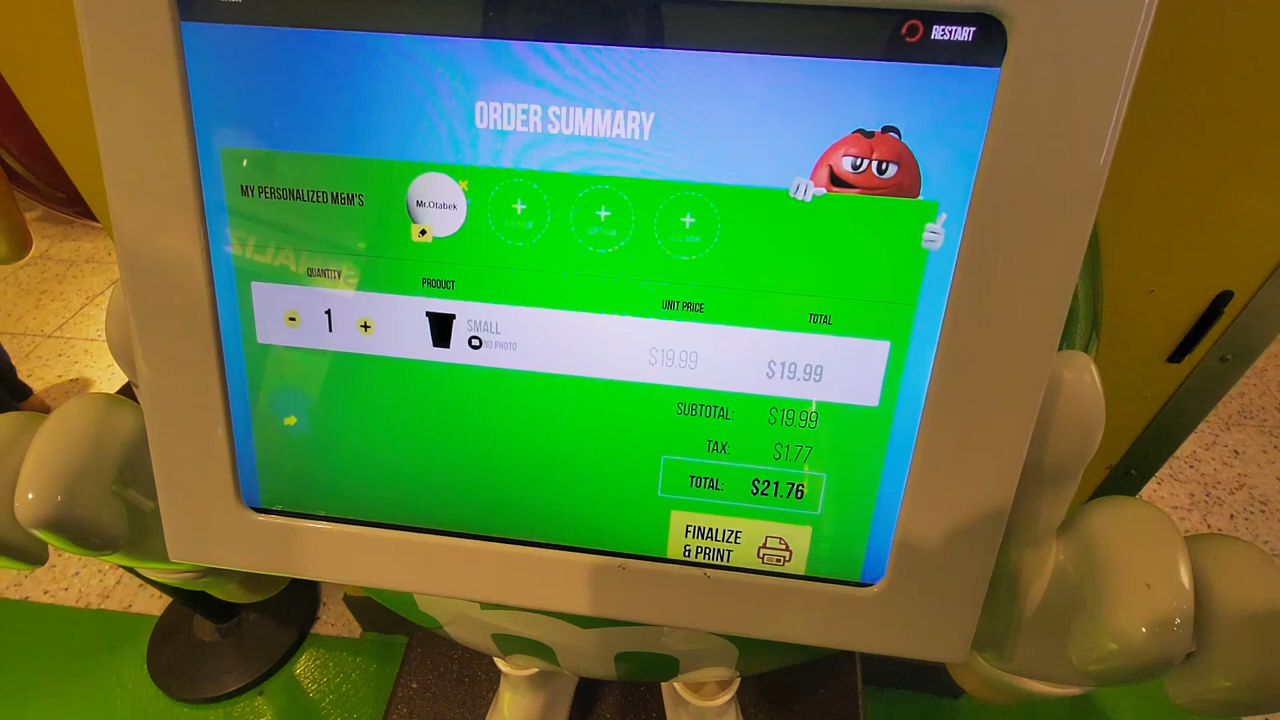 RESTART
ORDER SUMMARY
MY PERSONALIZED M&M'S
Mr.Otabek
QUANTITY
PRODUCT
UNIT PRICE
TOTAL
- 1 +
SMALL
NO PHOTO
$19.99
$19.99
SUBTOTAL: $19.99
TAX: $1.77
TOTAL: $21.76
FINALIZE
& PRINT